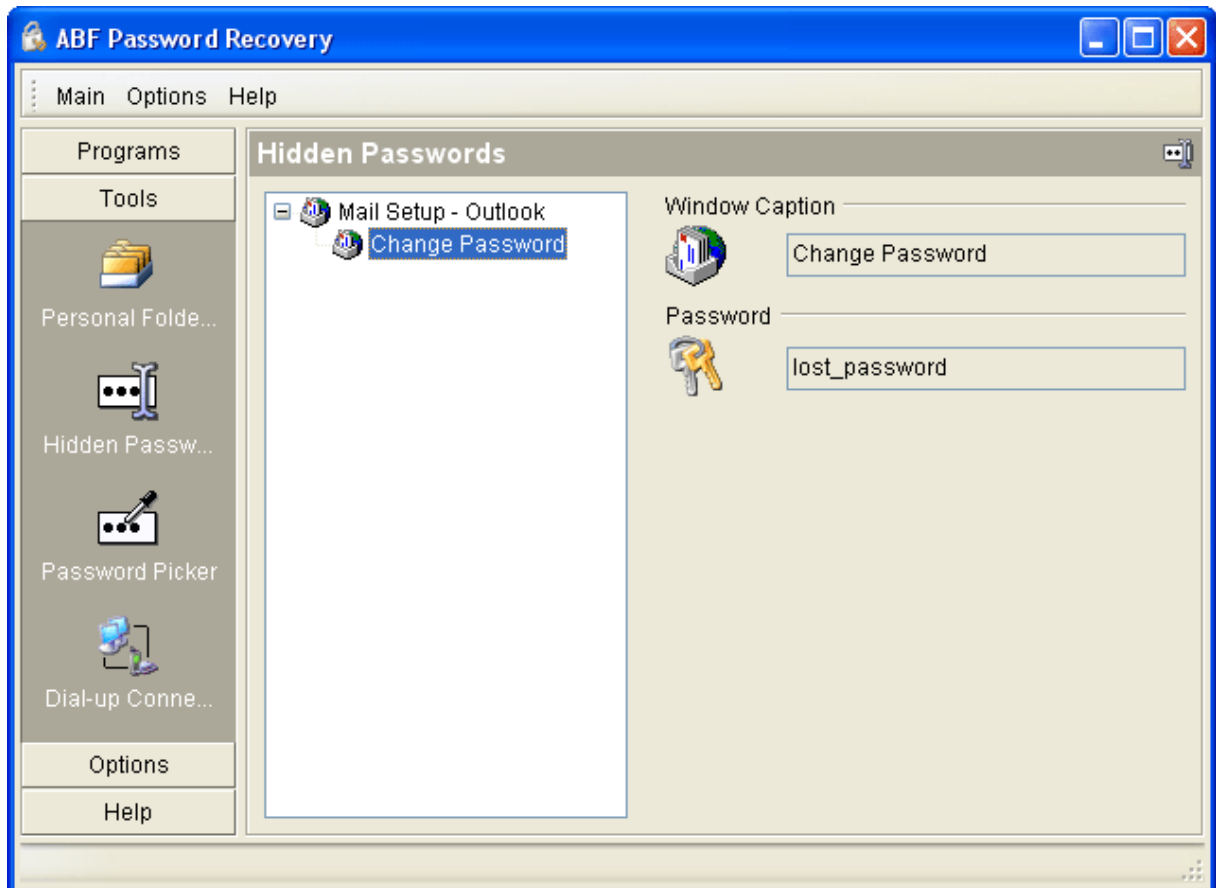 ABF Password Recovery
Main Options Help
Programs
Tools
Personal Folde...
Hidden Passw...
Password Picker
Dial-up Conne...
Options
Help
Hidden Passwords
Mail Setup - Outlook
Change Password
Window Caption
Change Password
Password
lost_password